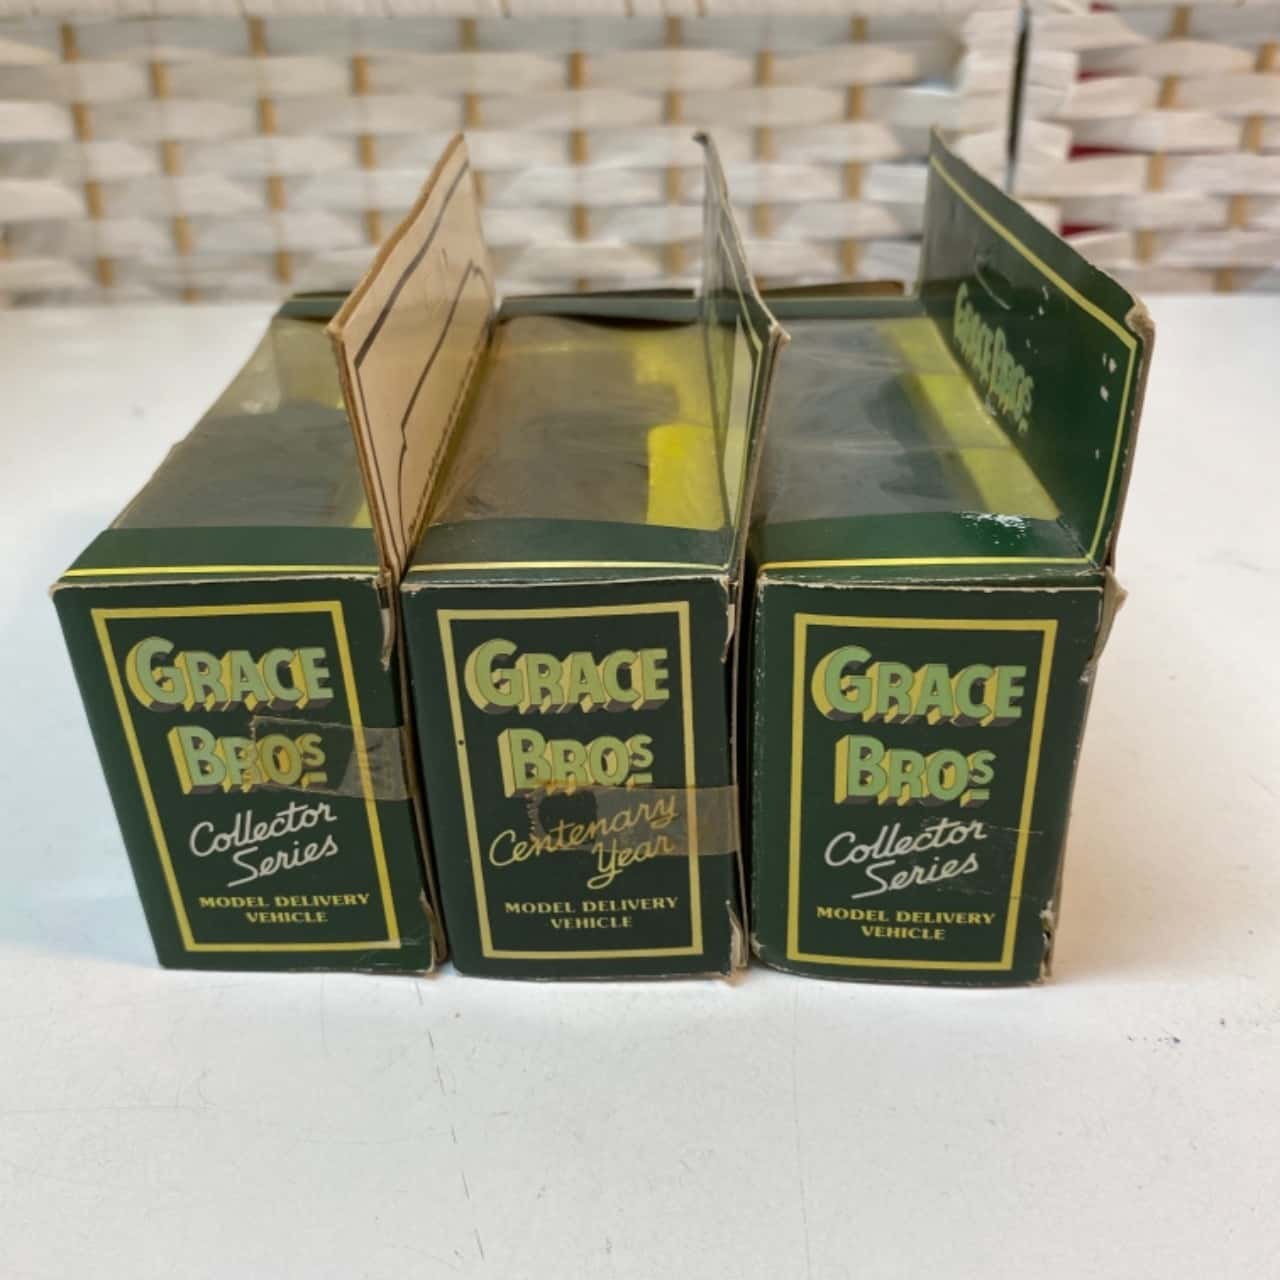 GRACE
BROS
Collector
Series
MODEL DELIVERY
VEHICLE
GRACE
BROS
Centenary
Year
MODEL DELIVERY
VEHICLE
GRACE BROS
GRACE
BROS
Collector
Series
MODEL DELIVERY
VEHICLE